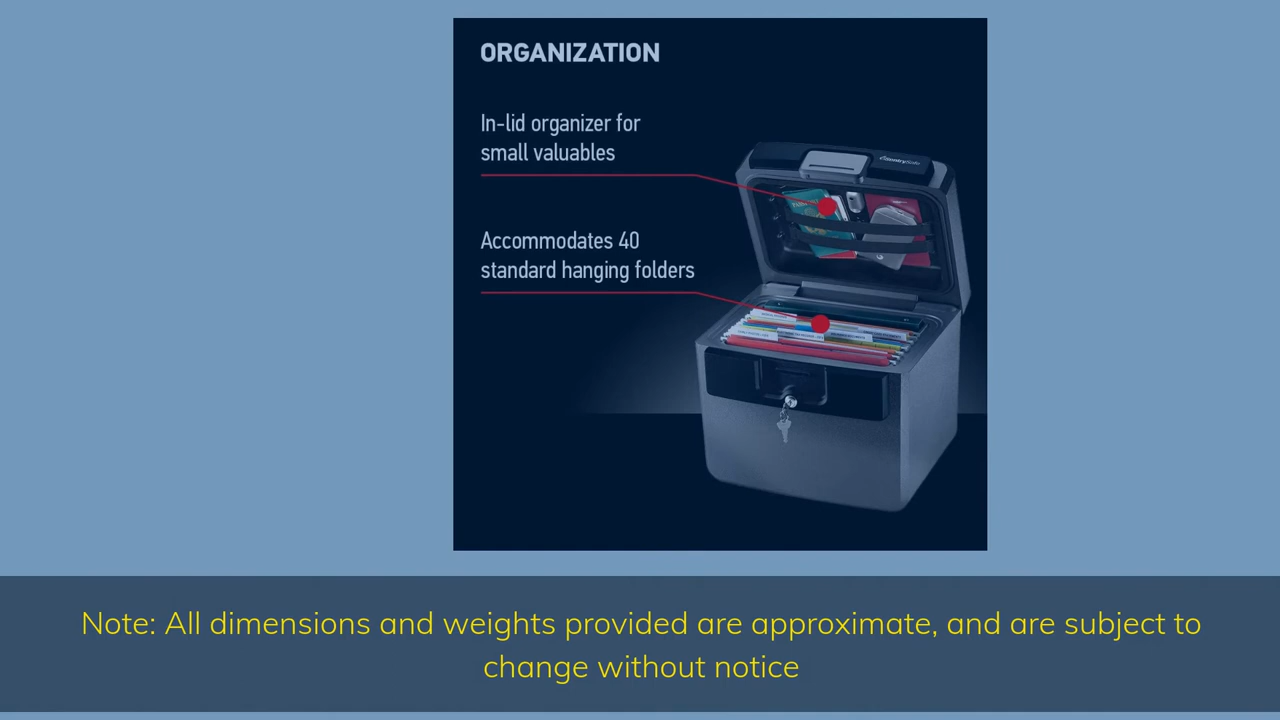 ORGANIZATION
In-lid organizer for
small valuables
Accommodates 40
standard hanging folders
SentrySafe
Note: All dimensions and weights provided are approximate, and are subject to
change without notice